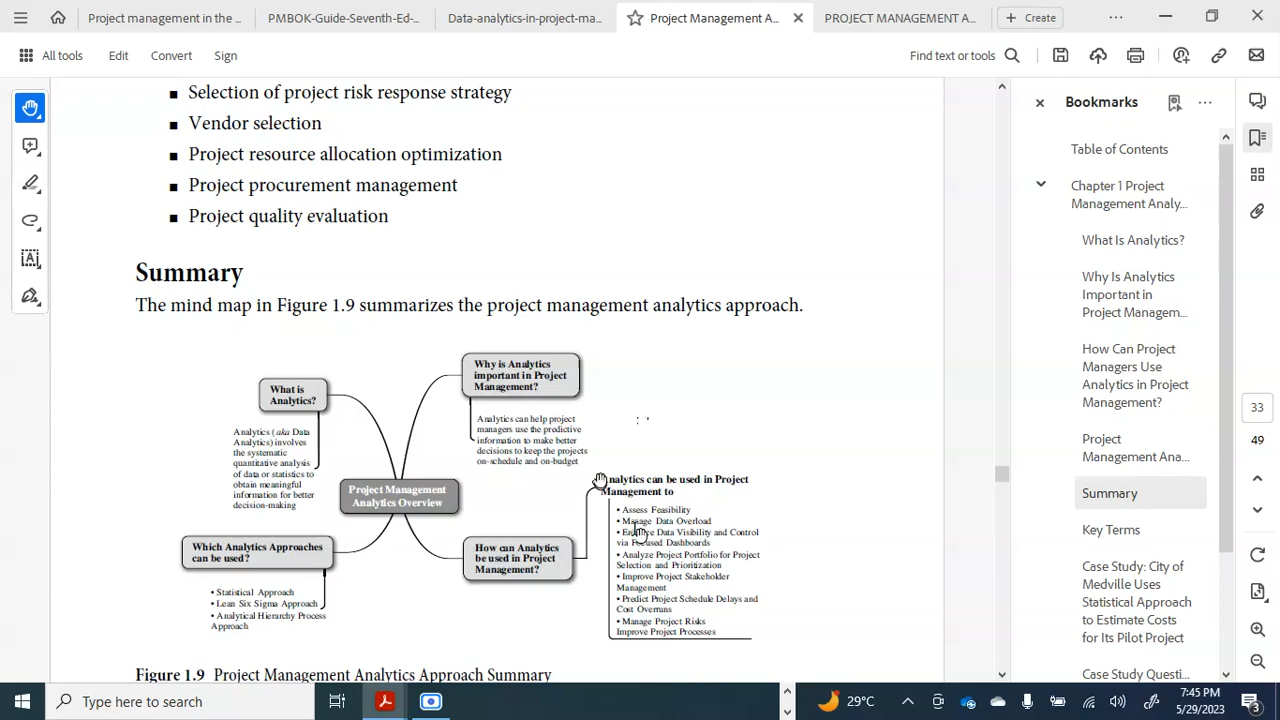 Project management in the ...
PMBOK-Guide-Seventh-Ed-...
Data-analytics-in-project-ma...
Project Management A...
PROJECT MANAGEMENT A...
Create
All tools
Edit
Convert
Sign
Find text or tools
Selection of project risk response strategy
Vendor selection
Project resource allocation optimization
Project procurement management
Project quality evaluation
Summary
The mind map in Figure 1.9 summarizes the project management analytics approach.
What is
Analytics?
Analytics (aka Data
Analytics) involves
the systematic
quantitative analysis
of data or statistics to
obtain meaningful
information for better
decision-making
Why is Analytics
important in Project
Management?
Analytics can help project
managers use the predictive
information to make better
decisions to keep the projects
on-schedule and on-budget
Project Management
Analytics Overview
Which Analytics Approaches
can be used?
• Statistical Approach
• Lean Six Sigma Approach
• Analytical Hierarchy Process
Approach
How can Analytics
be used in Project
Management?
nalytics can be used in Project
Management to
• Assess Feasibility
• Manage Data Overload
• Enhance Data Visibility and Control
via Focused Dashboards
• Analyze Project Portfolio for Project
Selection and Prioritization
• Improve Project Stakeholder
Management
• Predict Project Schedule Delays and
Cost Overruns
• Manage Project Risks
Improve Project Processes
Figure 1.9 Project Management Analytics Approach Summary
Bookmarks
Table of Contents
Chapter 1 Project
Management Analy...
What Is Analytics?
Why Is Analytics
Important in
Project Managem...
How Can Project
Managers Use
Analytics in Project
Management?
Project
Management Ana...
Summary
Key Terms
Case Study: City of
Medville Uses
Statistical Approach
to Estimate Costs
for Its Pilot Project
Case Study Questi...
33
49
Type here to search
29°C
7:45 PM
5/29/2023
3